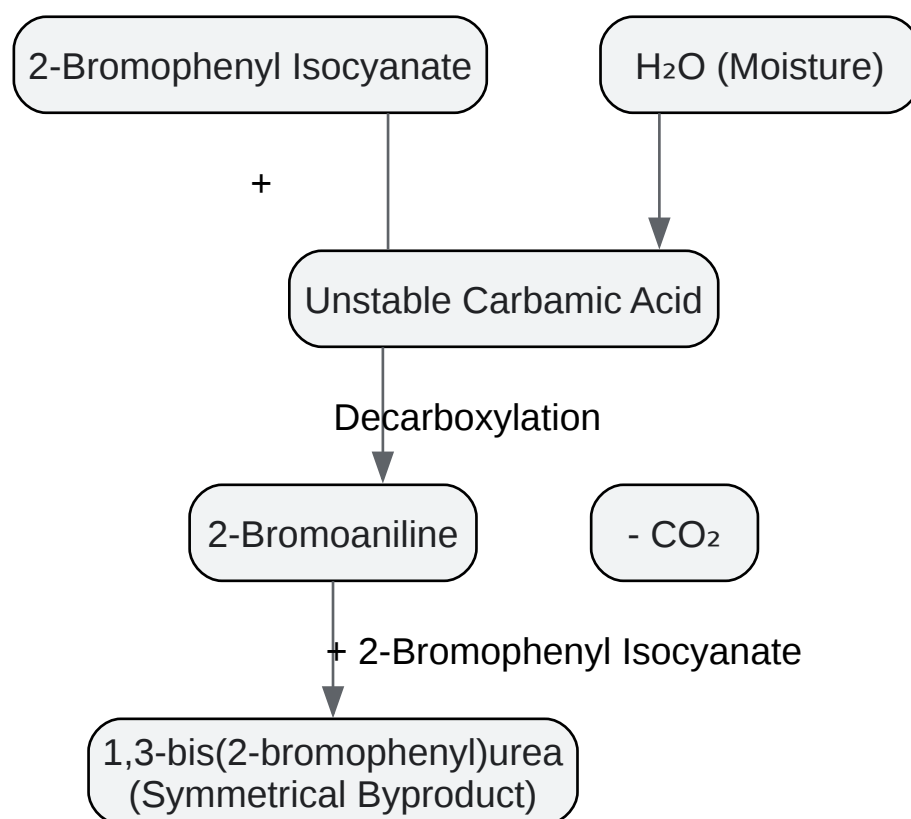 2-Bromophenyl Isocyanate
H₂O (Moisture)
+
Unstable Carbamic Acid
Decarboxylation
2-Bromoaniline
- CO₂
+ 2-Bromophenyl Isocyanate
1,3-bis(2-bromophenyl)urea
(Symmetrical Byproduct)